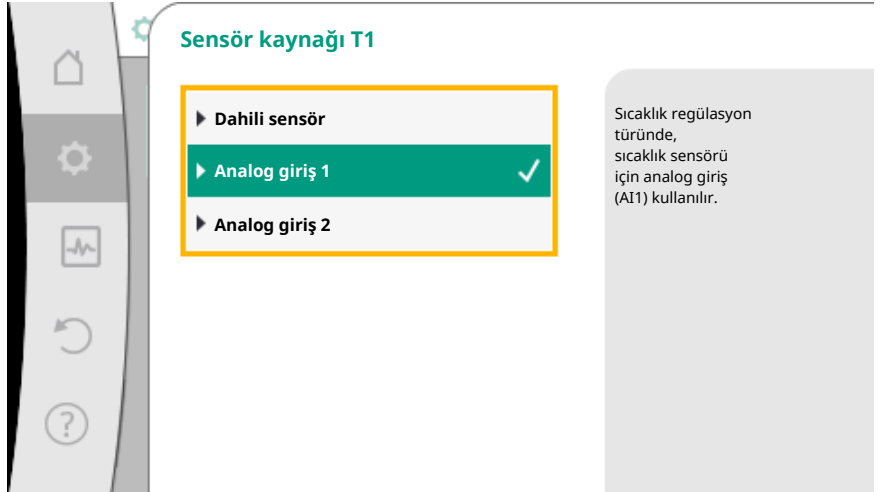 Sensör kaynağı T1
Dahili sensör
Analog giriş 1
Analog giriş 2
Sıcaklık regülasyon
türünde,
sıcaklık sensörü
için analog giriş
(AI1) kullanılır.
?